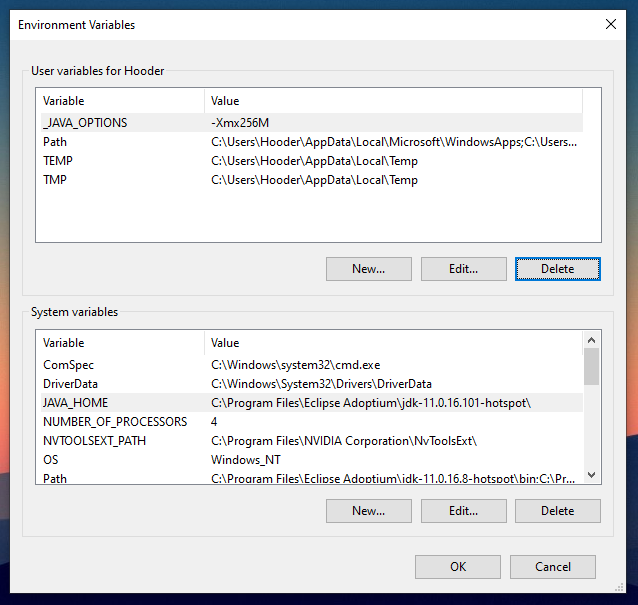 Environment Variables
User variables for Hooder
Variable Value
_JAVA_OPTIONS -Xmx256M
Path C:\Users\Hooder\AppData\Local\Microsoft\WindowsApps;C:\Users...
TEMP C:\Users\Hooder\AppData\Local\Temp
TMP C:\Users\Hooder\AppData\Local\Temp
New... Edit... Delete
System variables
Variable Value
ComSpec C:\Windows\system32\cmd.exe
DriverData C:\Windows\System32\Drivers\DriverData
JAVA_HOME C:\Program Files\Eclipse Adoptium\jdk-11.0.16.101-hotspot\
NUMBER_OF_PROCESSORS 4
NVTOOLSEXT_PATH C:\Program Files\NVIDIA Corporation\NvToolsExt\
OS Windows_NT
Path C:\Program Files\Eclipse Adoptium\jdk-11.0.16.8-hotspot\bin;C:\Pr...
New... Edit... Delete
OK Cancel